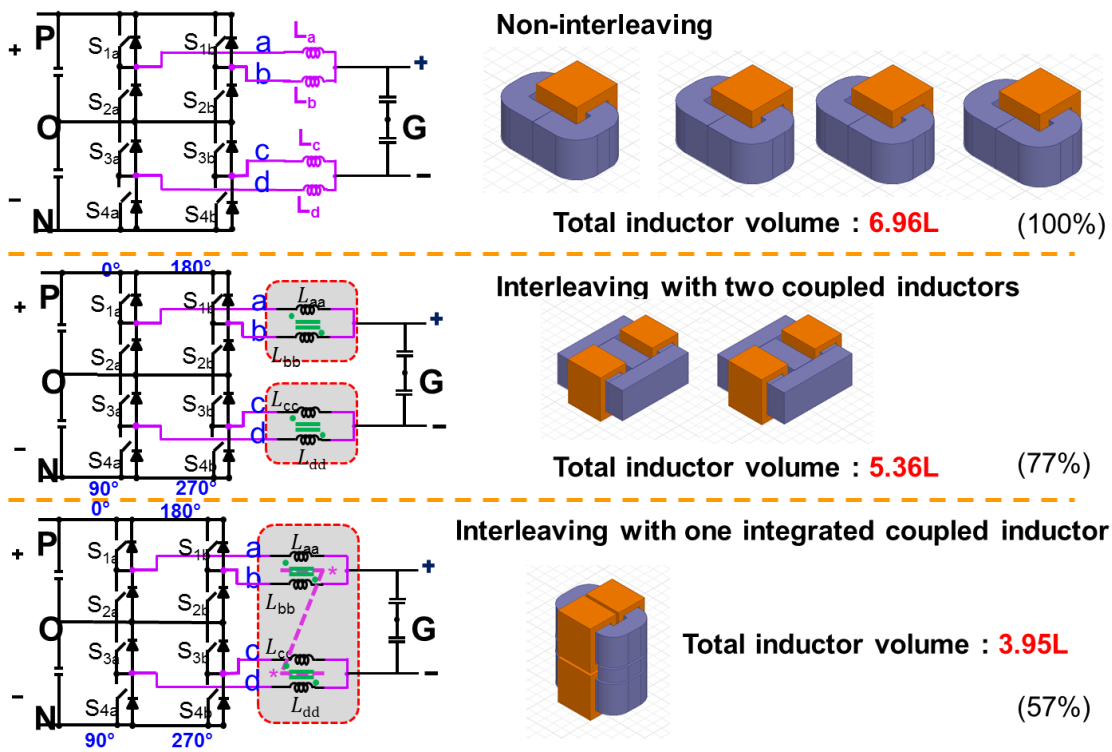 Non-interleaving
P
+
S1a
S1b
a
La
b
Lb
+
S2a
S2b
O
G
S3a
S3b
c
Lc
d
Ld
−
−
S4a
S4b
N
Total inductor volume : 6.96L (100%)
0° 180°
Interleaving with two coupled inductors
P
+
S1a
S1b
a
Laa
b
Lbb
+
S2a
S2b
O
G
S3a
S3b
c
Lcc
d
Ldd
−
−
S4a
S4b
N
90° 270°
Total inductor volume : 5.36L (77%)
0° 180°
Interleaving with one integrated coupled inductor
P
+
S1a
S1b
a
Laa
b
*
Lbb
+
S2a
S2b
O
G
S3a
S3b
c
Lcc
d
*
Ldd
−
−
S4a
S4b
N
90° 270°
Total inductor volume : 3.95L
(57%)